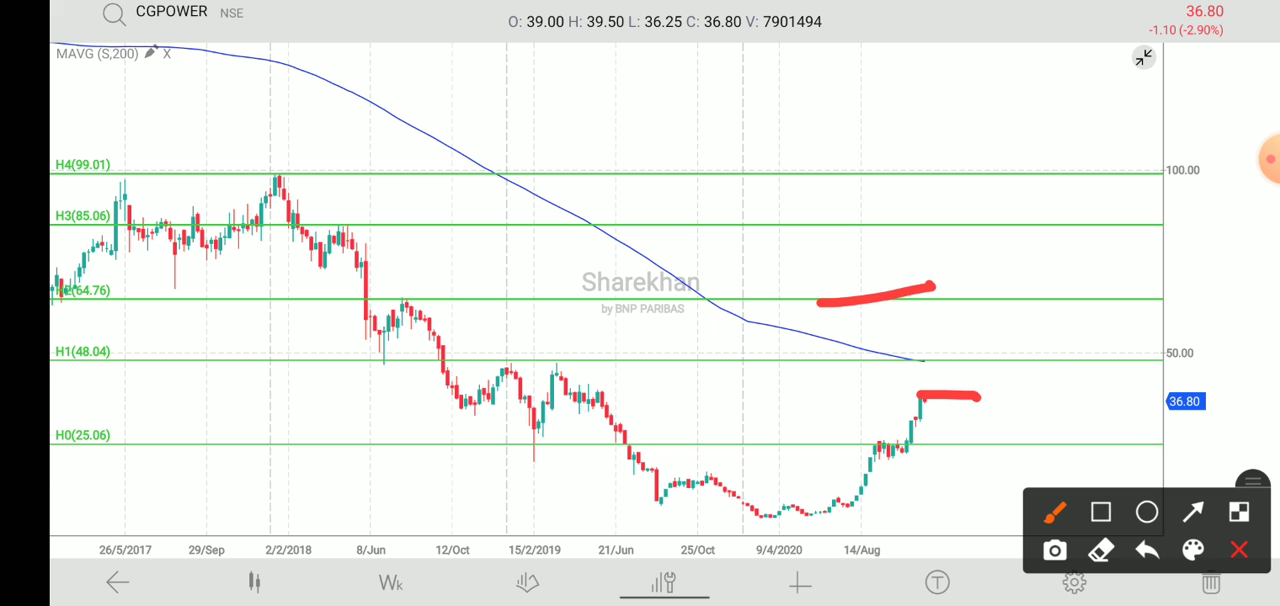 CGPOWER NSE
O: 39.00 H: 39.50 L: 36.25 C: 36.80 V: 7901494
36.80
-1.10 (-2.90%)
MAVG (S,200) X
H4(99.01)
100.00
H3(85.06)
Sharekhan
by BNP PARIBAS
H1(48.04)
50.00
36.80
H0(25.06)
26/5/2017 29/Sep 2/2/2018 8/Jun 12/Oct 15/2/2019 21/Jun 25/Oct 9/4/2020 14/Aug
Wk
T